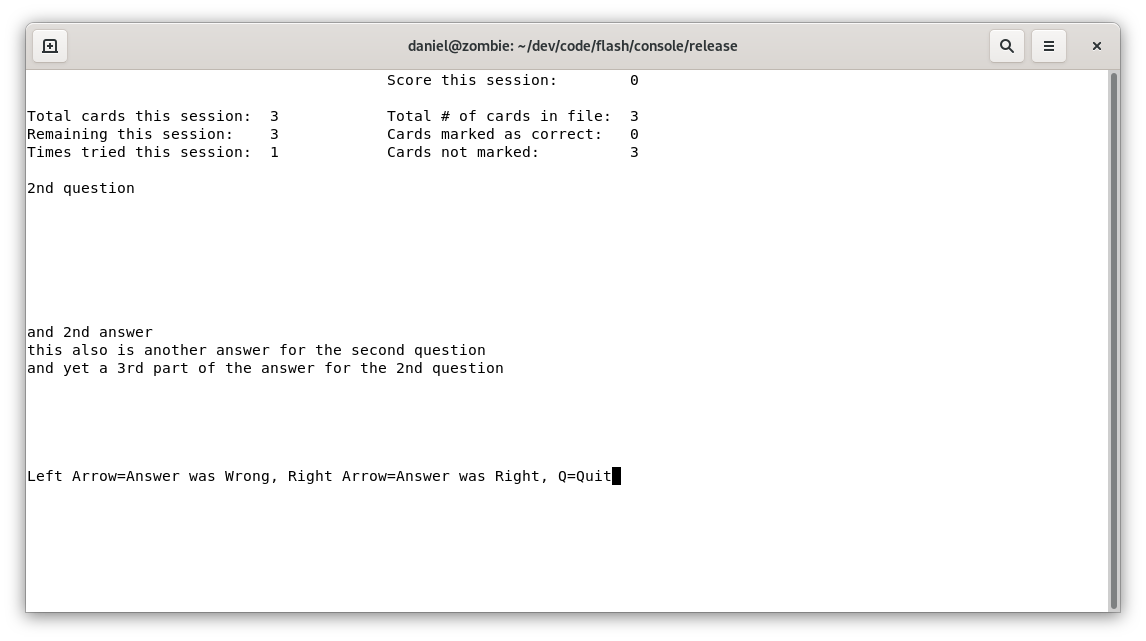 daniel@zombie: ~/dev/code/flash/console/release
Score this session: 0
Total cards this session: 3 Total # of cards in file: 3
Remaining this session: 3 Cards marked as correct: 0
Times tried this session: 1 Cards not marked: 3
2nd question
and 2nd answer
this also is another answer for the second question
and yet a 3rd part of the answer for the 2nd question
Left Arrow=Answer was Wrong, Right Arrow=Answer was Right, Q=Quit